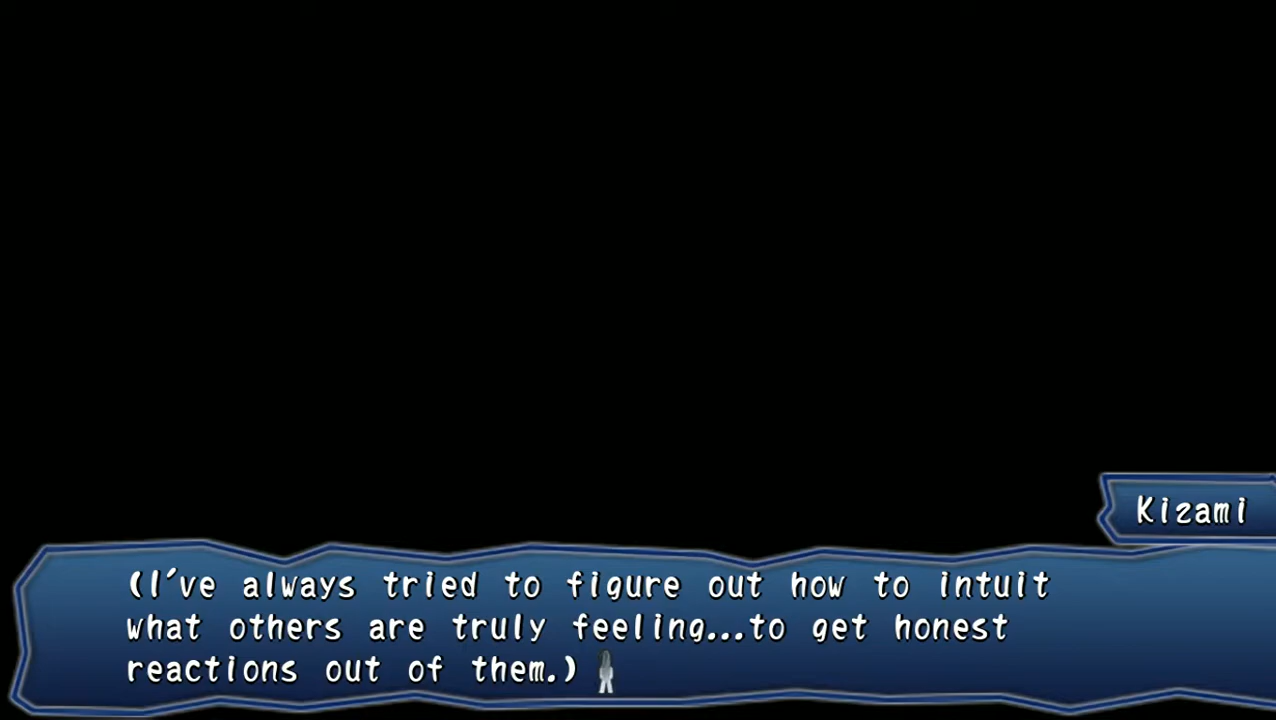 Kizami
(I've always tried to figure out how to intuit
what others are truly feeling...to get honest
reactions out of them.)